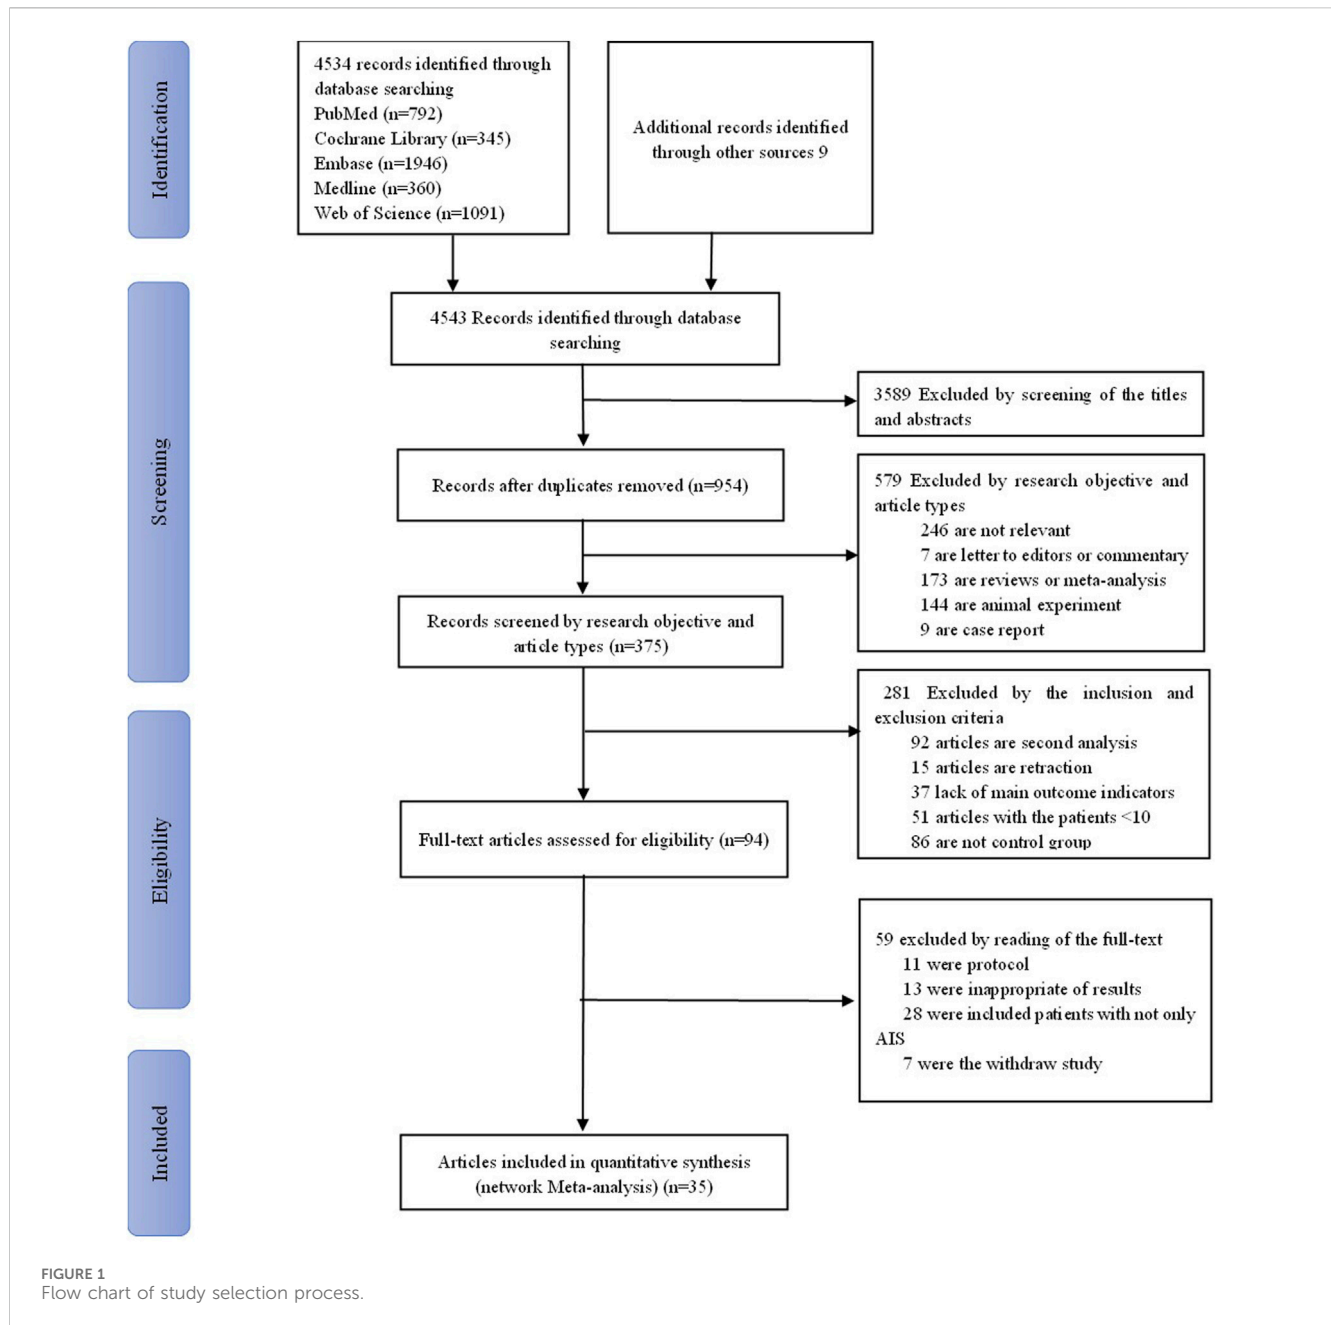 Identification
4534 records identified through
database searching
PubMed (n=792)
Cochrane Library (n=345)
Embase (n=1946)
Medline (n=360)
Web of Science (n=1091)
Additional records identified
through other sources 9
Screening
4543 Records identified through database
searching
3589 Excluded by screening of the titles
and abstracts
Records after duplicates removed (n=954)
579 Excluded by research objective and
article types
246 are not relevant
7 are letter to editors or commentary
173 are reviews or meta-analysis
144 are animal experiment
9 are case report
Records screened by research objective and
article types (n=375)
281 Excluded by the inclusion and
exclusion criteria
92 articles are second analysis
15 articles are retraction
37 lack of main outcome indicators
51 articles with the patients <10
86 are not control group
Eligibility
Full-text articles assessed for eligibility (n=94)
59 excluded by reading of the full-text
11 were protocol
13 were inappropriate of results
28 were included patients with not only
AIS
7 were the withdraw study
Included
Articles included in quantitative synthesis
(network Meta-analysis) (n=35)
FIGURE 1
Flow chart of study selection process.